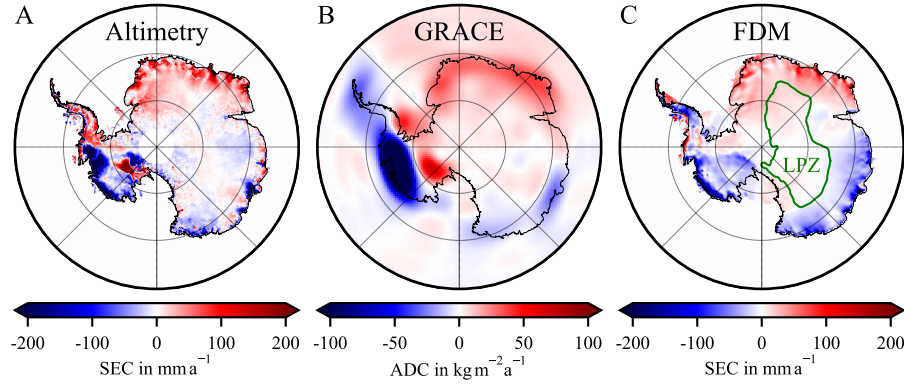 A
Altimetry
B
GRACE
C
FDM
LPZ
-200 -100 0 100 200
SEC in mm a⁻¹
-100 -50 0 50 100
ADC in kg m⁻² a⁻¹
-200 -100 0 100 200
SEC in mm a⁻¹